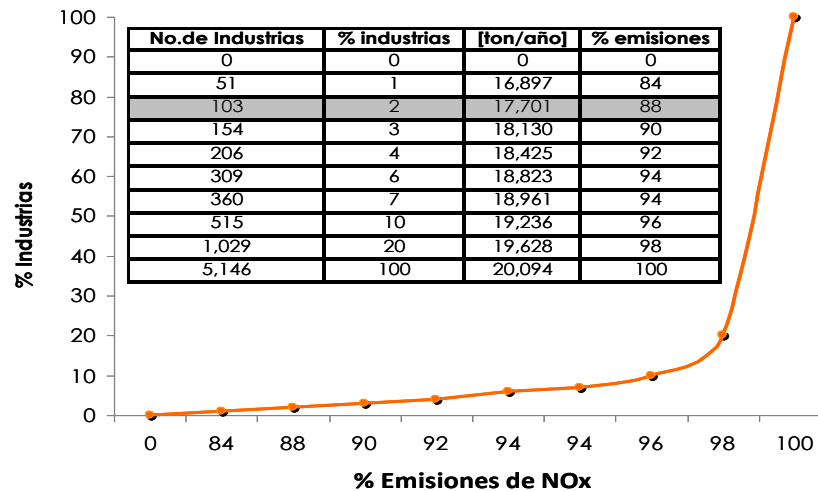 100
90
80
70
60
50
40
30
20
10
0
% Industrias
No.de Industrias % industrias [ton/año] % emisiones
0 0 0 0
51 1 16,897 84
103 2 17,701 88
154 3 18,130 90
206 4 18,425 92
309 6 18,823 94
360 7 18,961 94
515 10 19,236 96
1,029 20 19,628 98
5,146 100 20,094 100
0 84 88 90 92 94 94 96 98 100
% Emisiones de NOx